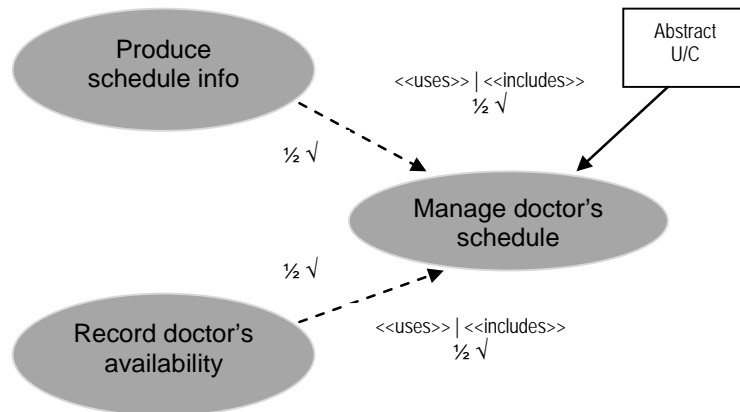 Produce
schedule info
Abstract
U/C
<<uses>> | <<includes>>
½ √
½ √
Manage doctor's
schedule
½ √
Record doctor's
availability
<<uses>> | <<includes>>
½ √